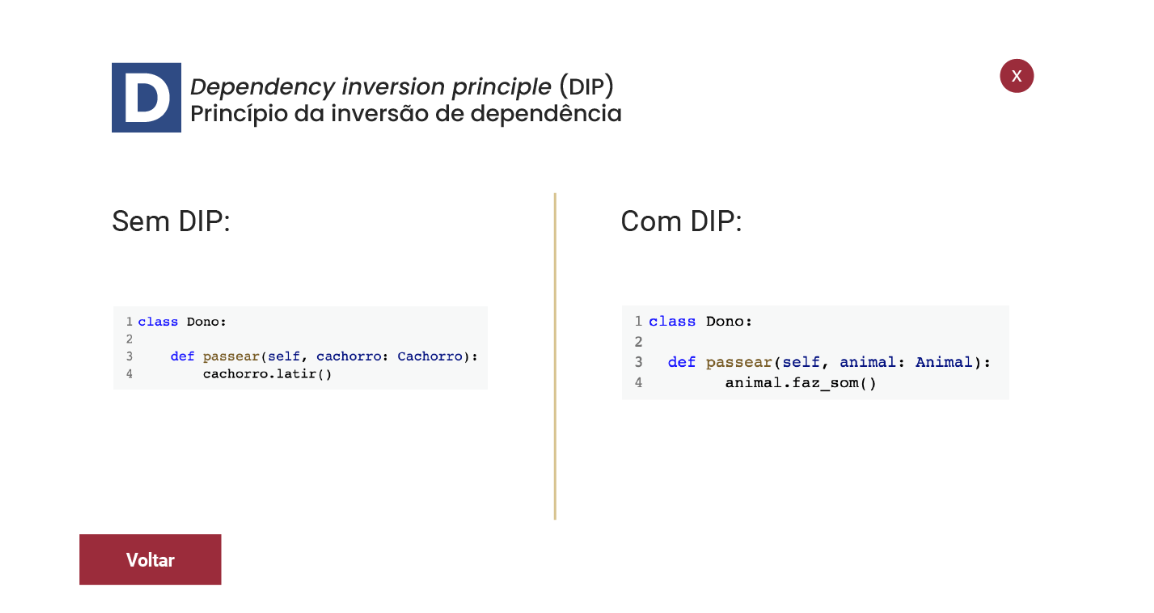 D
Dependency inversion principle (DIP)
Princípio da inversão de dependência
X
Sem DIP:
1 class Dono:
2
3     def passear(self, cachorro: Cachorro):
4         cachorro.latir()
Com DIP:
1 class Dono:
2
3   def passear(self, animal: Animal):
4         animal.faz_som()
Voltar